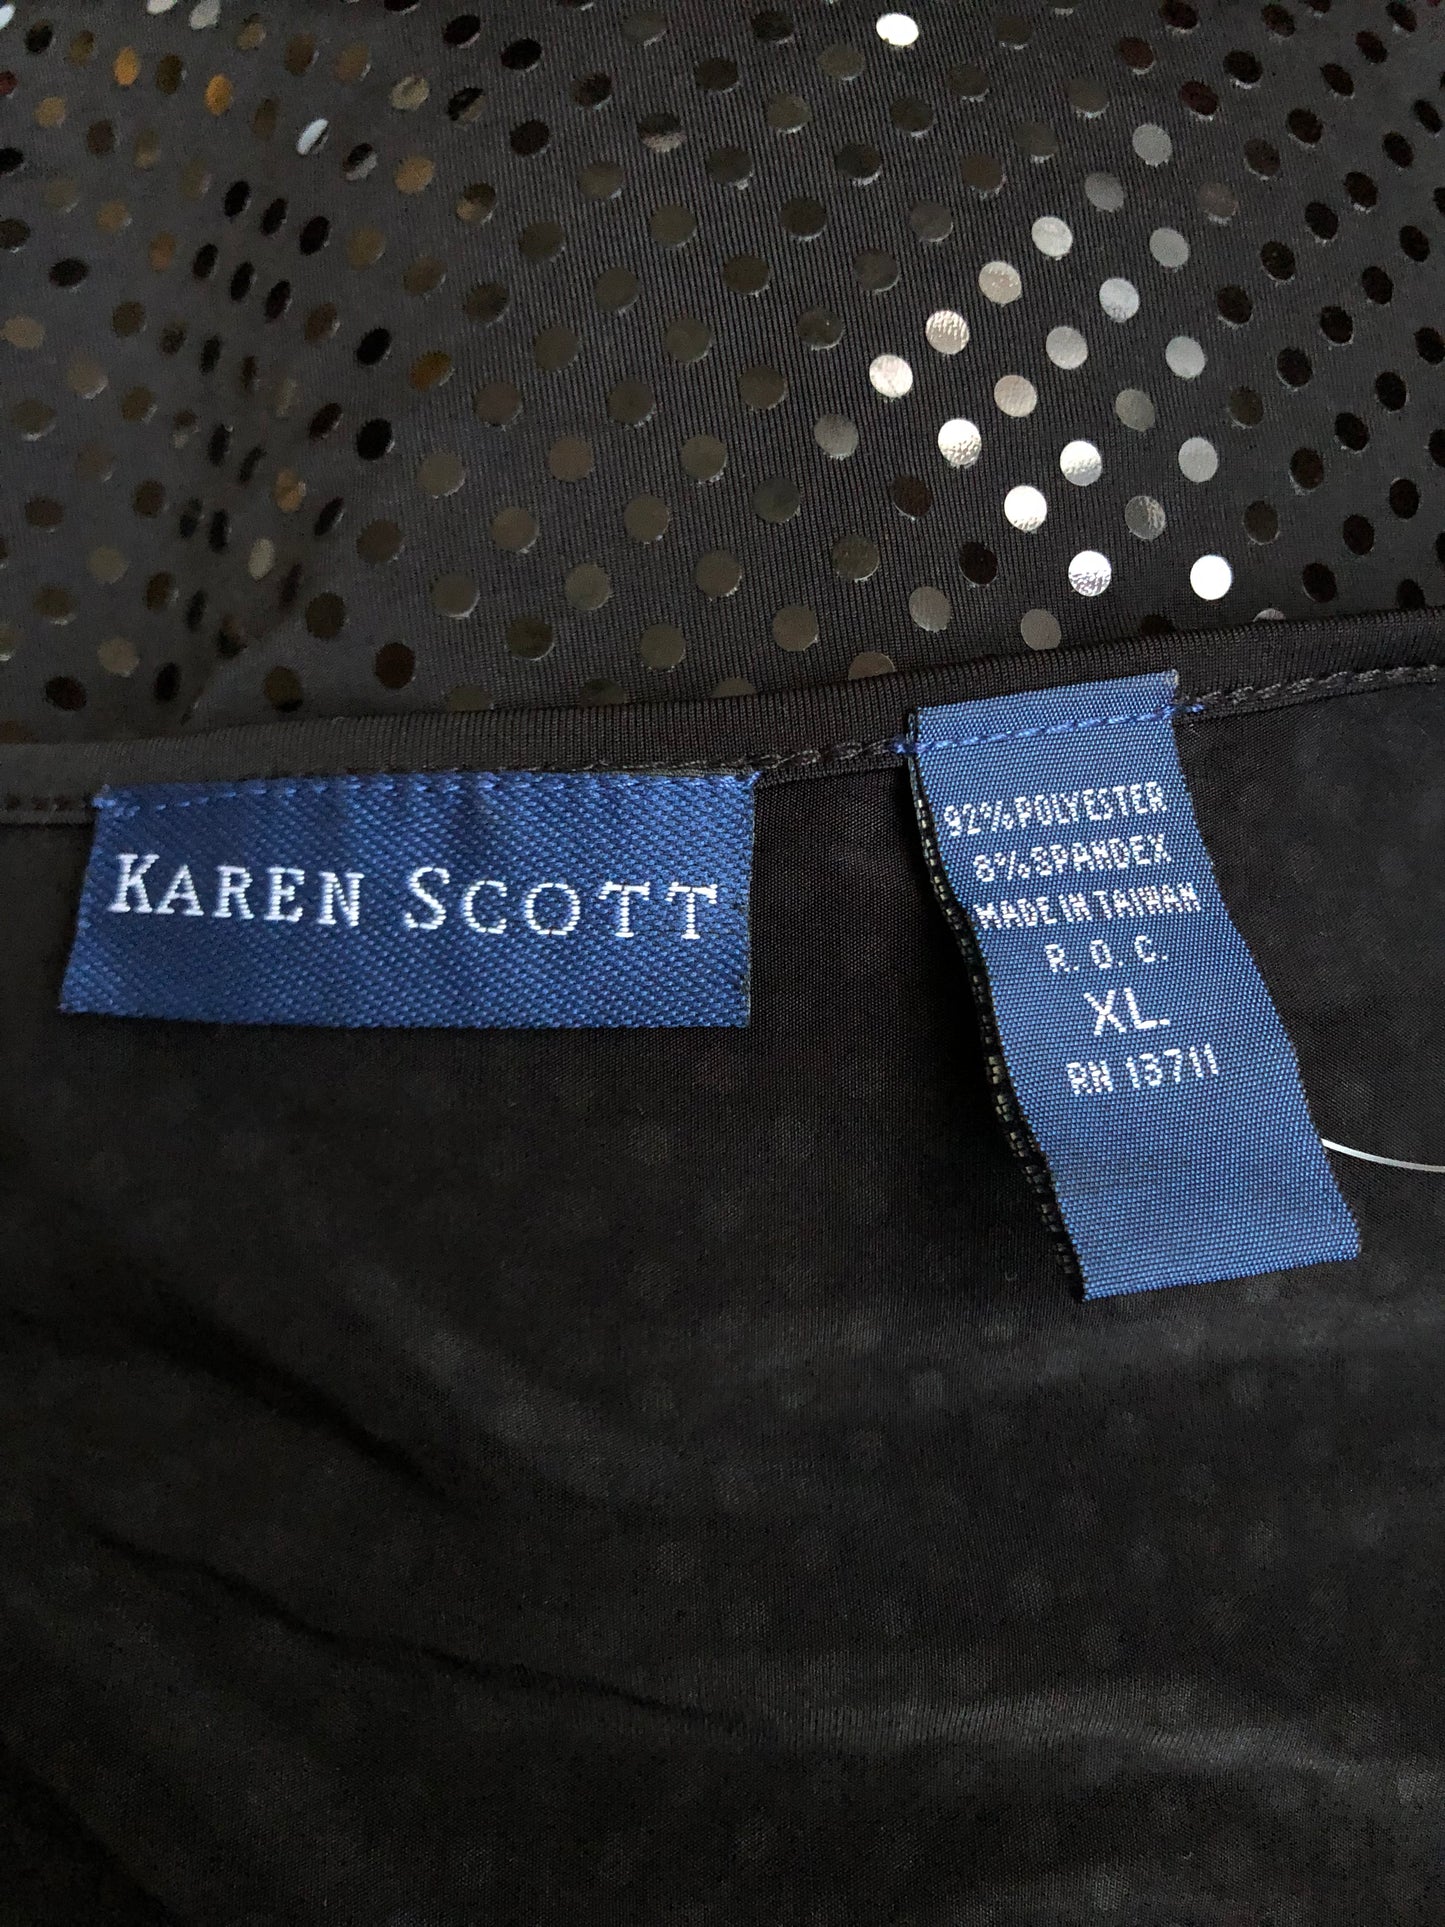 KAREN SCOTT
92% POLYESTER
8% SPANDEX
MADE IN TAIWAN
R. O. C.
XL
RN 13711